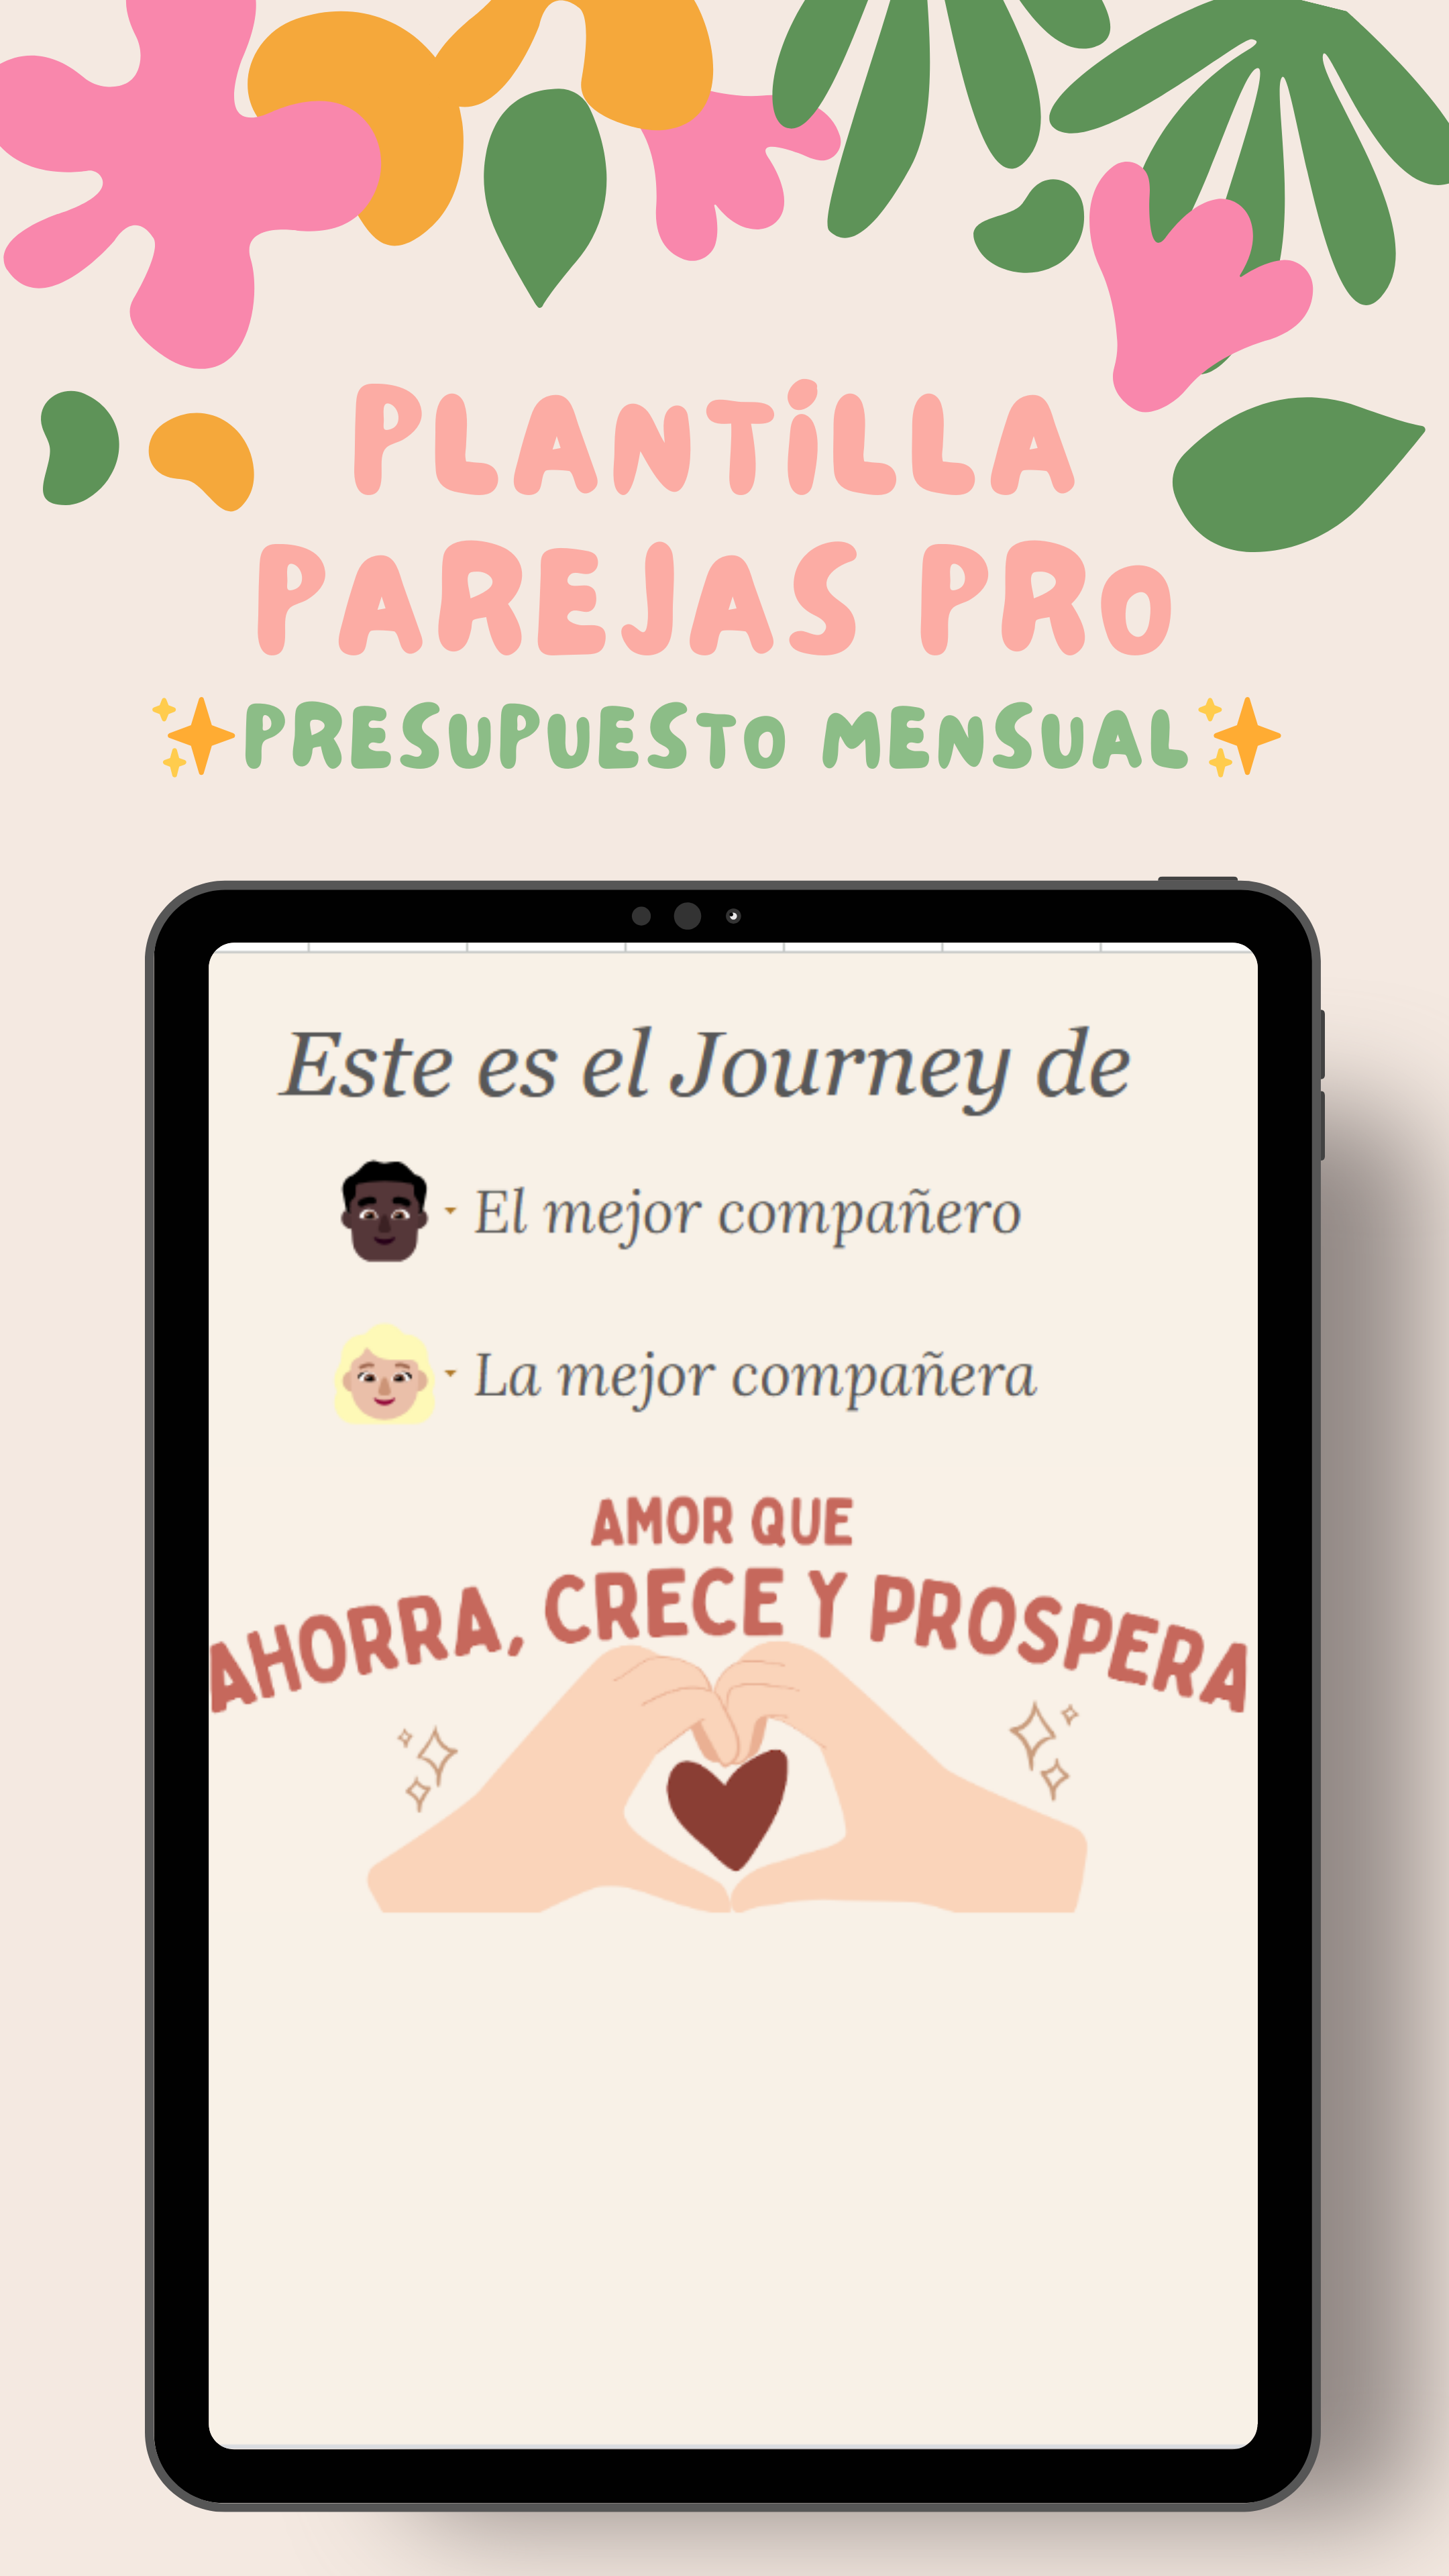 PLANTiLLA
PAREJAS PRO
✨PRESUPUESTO MENSUAL✨
Este es el Journey de
El mejor compañero
La mejor compañera
AMOR QUE
AHORRA, CRECE Y PROSPERA